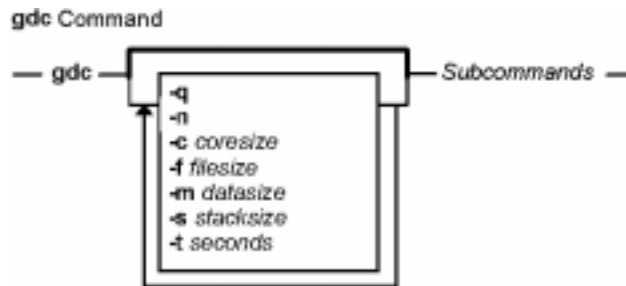 gdc Command
gdc Subcommands
-q
-n
-c coresize
-f filesize
-m datasize
-s stacksize
-t seconds